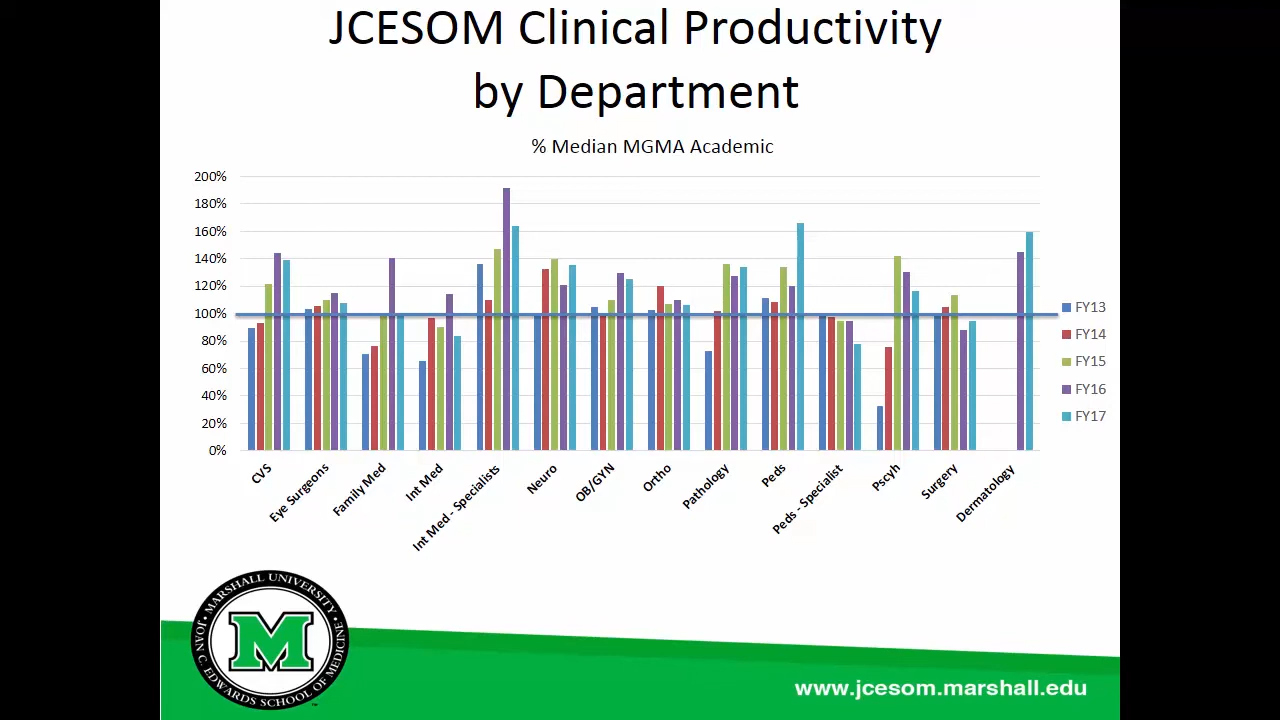 JCESOM Clinical Productivity
by Department
% Median MGMA Academic
200%
180%
160%
140%
120%
100%
80%
60%
40%
20%
0%
CVS
Eye Surgeons
Family Med
Int Med
Int Med - Specialists
Neuro
OB/GYN
Ortho
Pathology
Peds
Peds - Specialist
Pscyh
Surgery
Dermatology
FY13
FY14
FY15
FY16
FY17
• MARSHALL UNIVERSITY •
JOAN C. EDWARDS SCHOOL OF MEDICINE
M
™
www.jcesom.marshall.edu